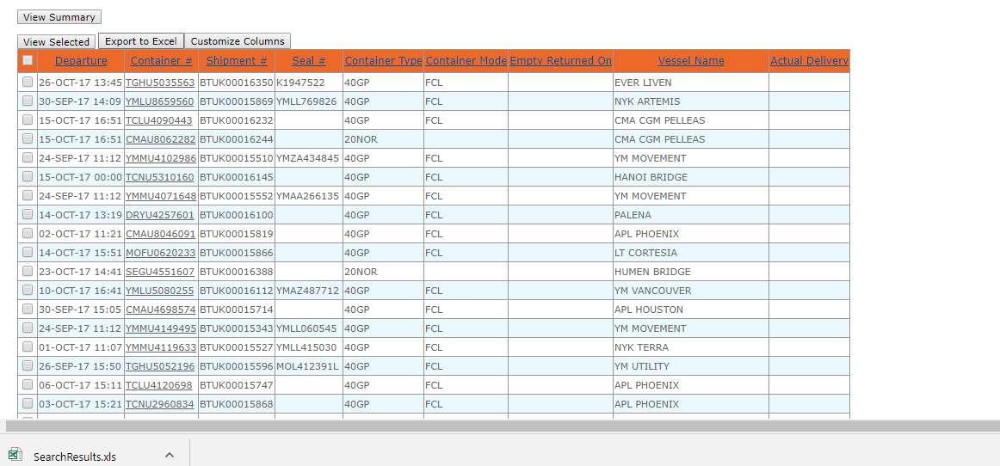 View Summary
View Selected Export to Excel Customize Columns
Departure Container # Shipment # Seal # Container Type Container Mode Empty Returned On Vessel Name Actual Delivery
26-OCT-17 13:45 TGHU5035563 BTUK00016350 K1947522 40GP FCL EVER LIVEN
30-SEP-17 14:09 YMLU8659560 BTUK00015869 YMLL769826 40GP FCL NYK ARTEMIS
15-OCT-17 16:51 TCLU4090443 BTUK00016232 40GP FCL CMA CGM PELLEAS
15-OCT-17 16:51 CMAU8062282 BTUK00016244 20NOR CMA CGM PELLEAS
24-SEP-17 11:12 YMMU4102986 BTUK00015510 YMZA434845 40GP FCL YM MOVEMENT
15-OCT-17 00:00 TCNU5310160 BTUK00016145 40GP FCL HANOI BRIDGE
24-SEP-17 11:12 YMMU4071648 BTUK00015552 YMAA266135 40GP FCL YM MOVEMENT
14-OCT-17 13:19 DRYU4257601 BTUK00016100 40GP FCL PALENA
02-OCT-17 11:21 CMAU8046091 BTUK00015819 40GP FCL APL PHOENIX
14-OCT-17 15:51 MOFU0620233 BTUK00015866 40GP FCL LT CORTESIA
23-OCT-17 14:41 SEGU4551607 BTUK00016388 20NOR HUMEN BRIDGE
10-OCT-17 16:41 YMLU5080255 BTUK00016112 YMAZ487712 40GP FCL YM VANCOUVER
30-SEP-17 15:05 CMAU4698574 BTUK00015714 40GP FCL APL HOUSTON
24-SEP-17 11:12 YMMU4149495 BTUK00015343 YMLL060545 40GP FCL YM MOVEMENT
01-OCT-17 11:07 YMMU4119633 BTUK00015527 YMLL415030 40GP FCL NYK TERRA
26-SEP-17 15:50 TGHU5052196 BTUK00015596 MOL412391L 40GP FCL YM UTILITY
06-OCT-17 15:11 TCLU4120698 BTUK00015747 40GP FCL APL PHOENIX
03-OCT-17 15:21 TCNU2960834 BTUK00015868 40GP FCL APL PHOENIX
SearchResults.xls